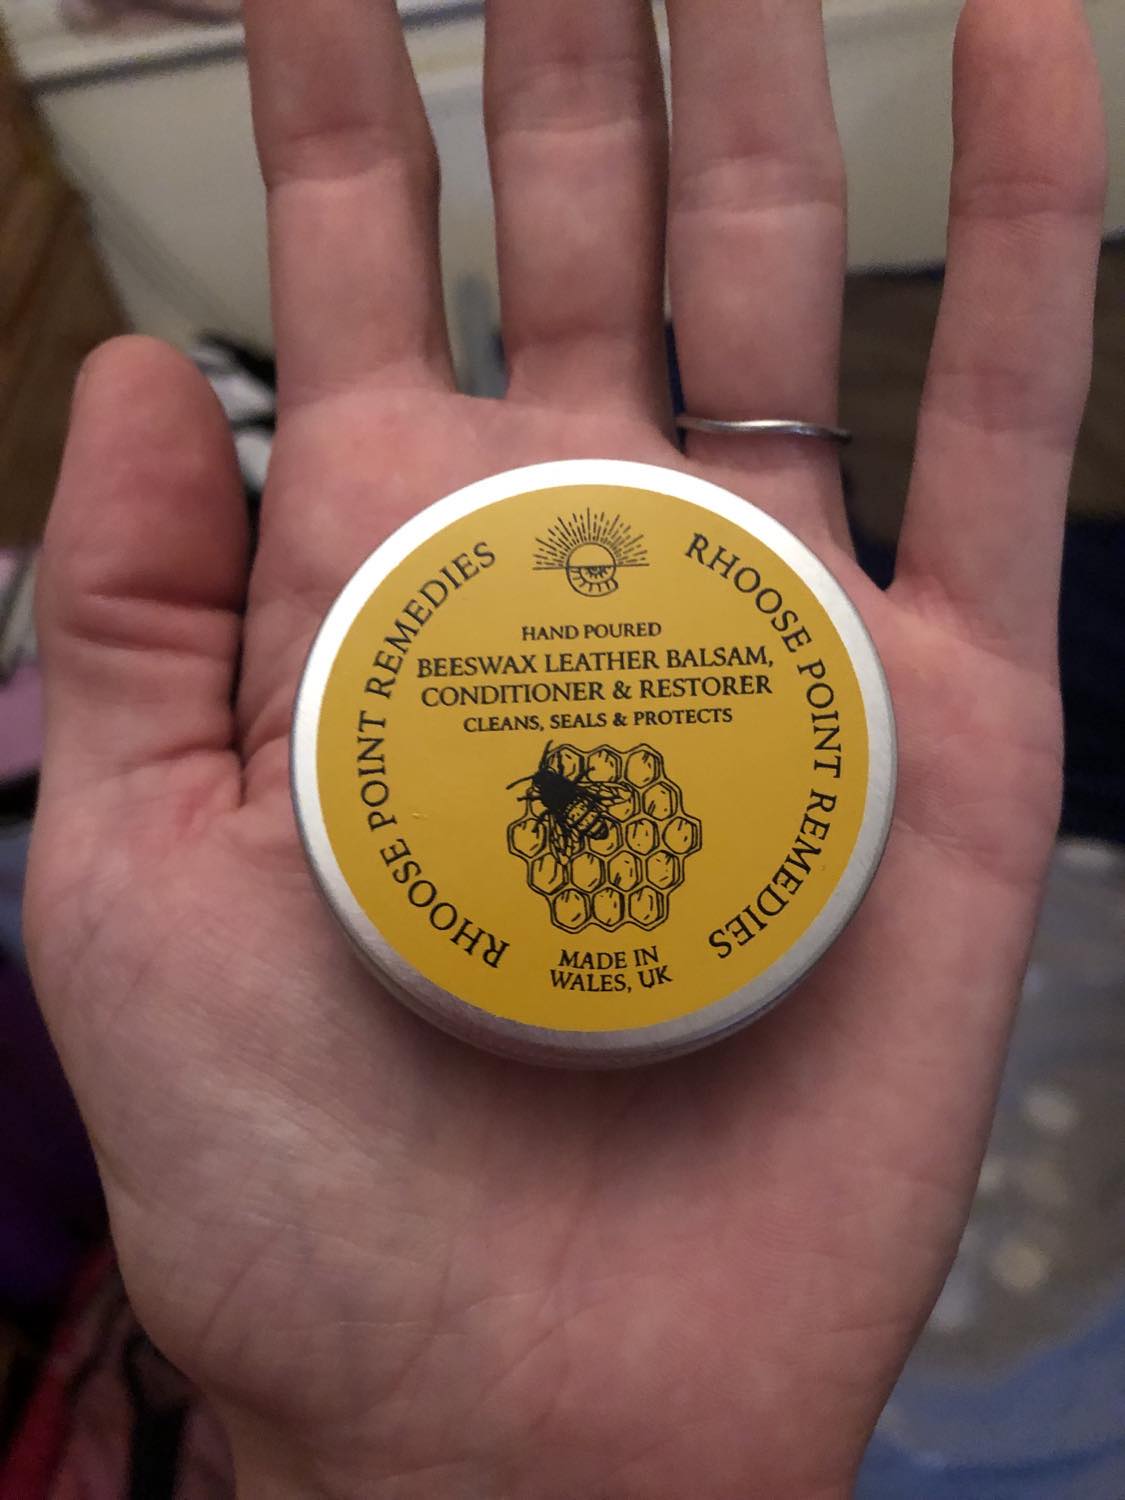 RHOOSE POINT REMEDIES
RHOOSE POINT REMEDIES
HAND POURED
BEESWAX LEATHER BALSAM,
CONDITIONER & RESTORER
CLEANS, SEALS & PROTECTS
MADE IN
WALES, UK